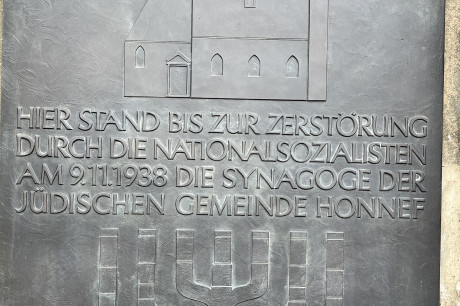 HIER STAND BIS ZUR ZERSTÖRUNG
DURCH DIE NATIONALSOZIALISTEN
AM 9.11.1938 DIE SYNAGOGE DER
JÜDISCHEN GEMEINDE HONNEF